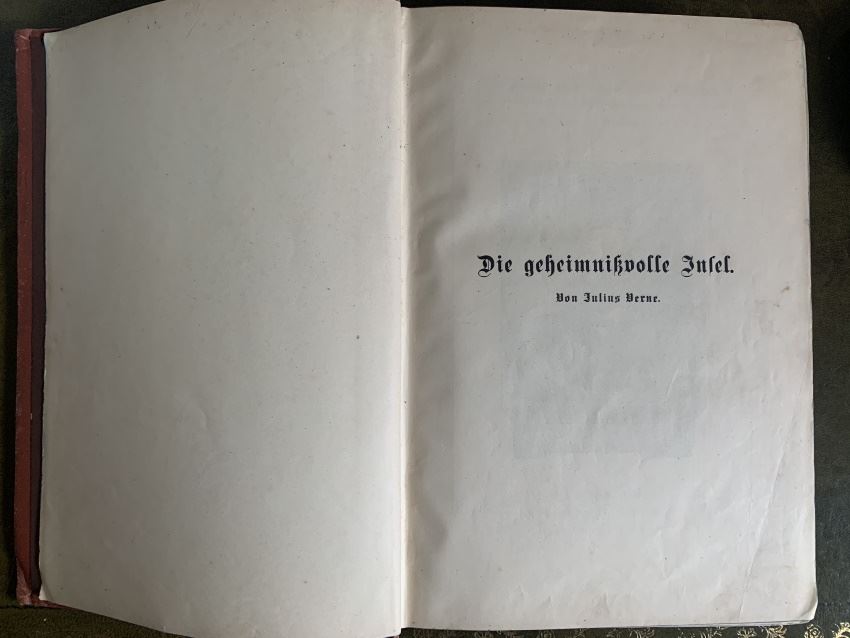 Die geheimnißvolle Insel.
Von Julius Verne.